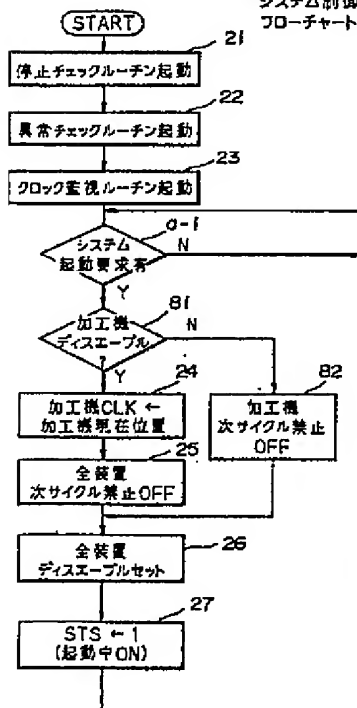 システム制御
フローチャート
START
21
停止チェックルーチン起動
22
異常チェックルーチン起動
23
クロック監視ルーチン起動
a-1
システム
起動要求有
N
Y
81
加工機
ディスエーブル
N
Y
24
加工機CLK ←
加工機現在位置
82
加工機
次サイクル禁止
OFF
25
全装置
次サイクル禁止OFF
26
全装置
ディスエーブルセット
27
STS ← 1
(起動中ON)